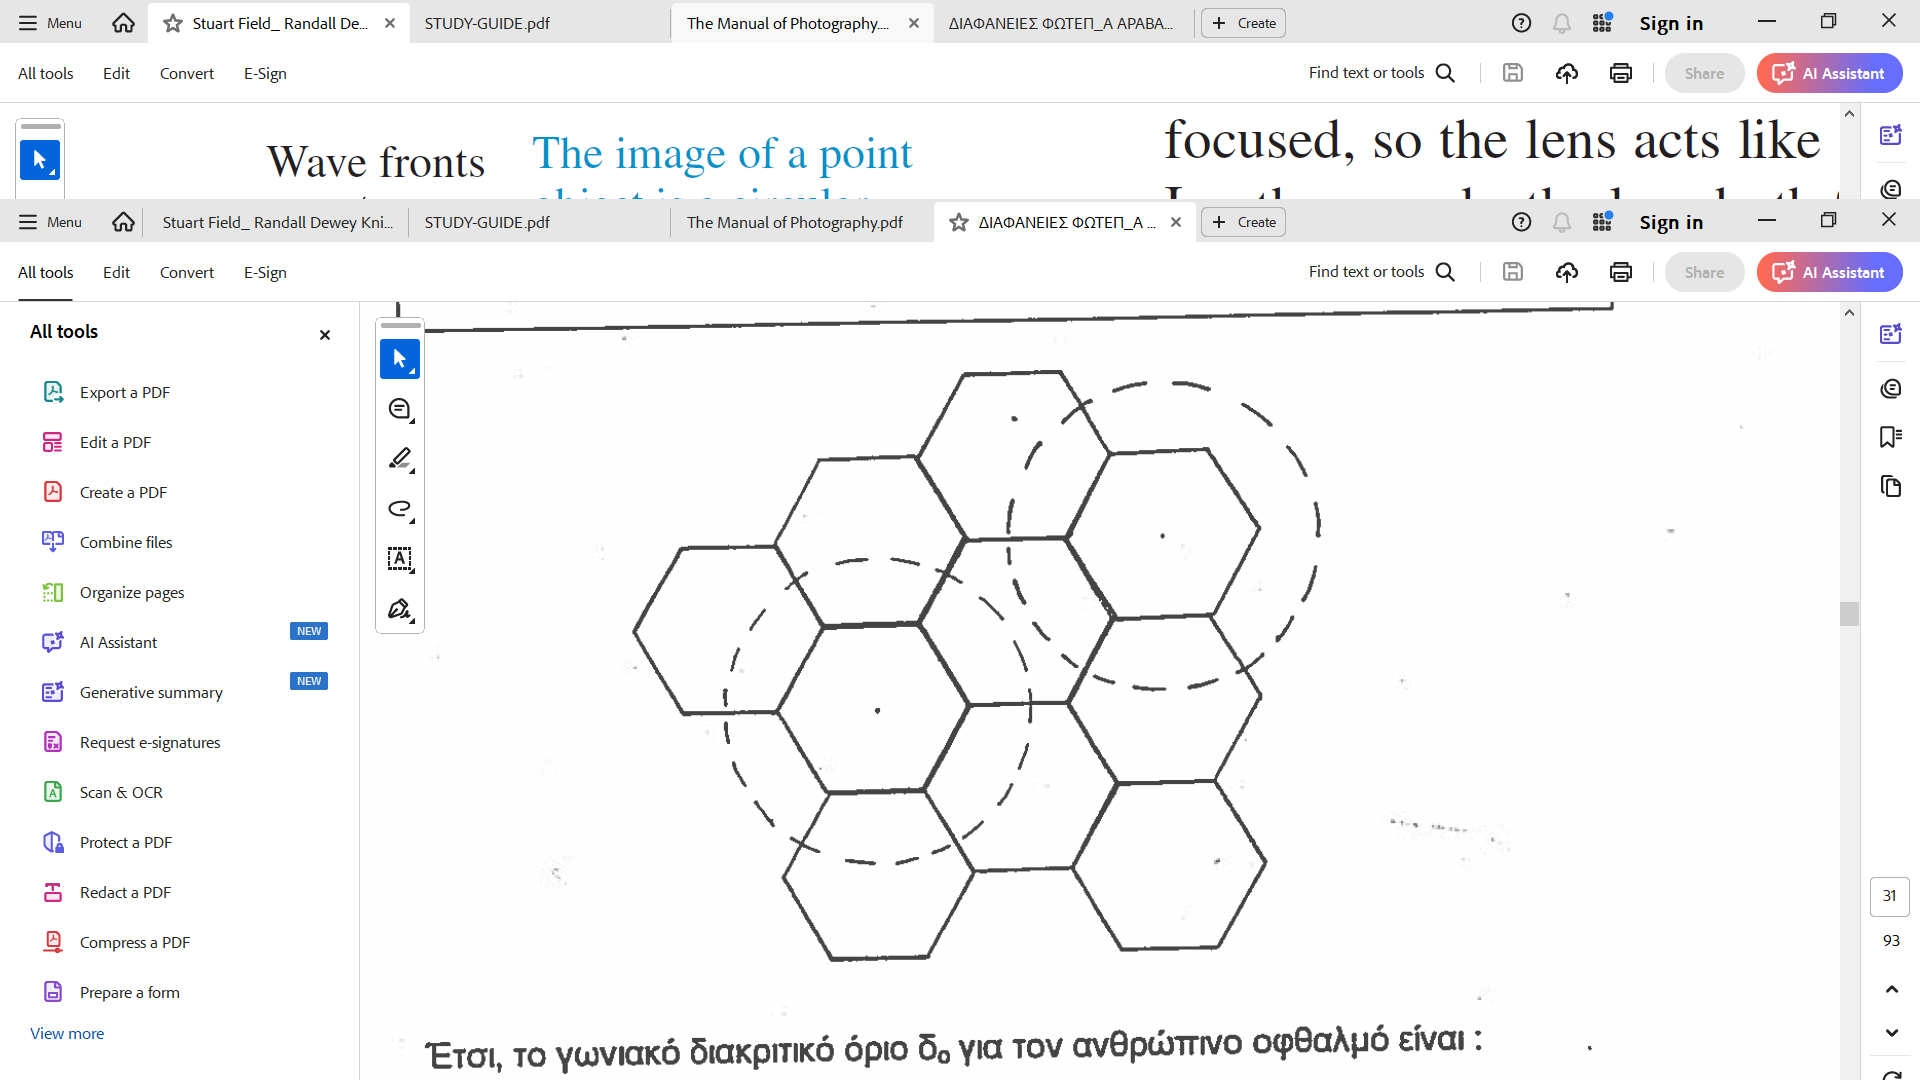 Menu
Stuart Field_ Randall De...
STUDY-GUIDE.pdf
The Manual of Photography....
ΔΙΑΦΑΝΕΙΕΣ ΦΩΤΕΠ_Α ΑΡΑΒΑ...
Create
Sign in
All tools
Edit
Convert
E-Sign
Find text or tools
Share
AI Assistant
Wave fronts
The image of a point
object is a circular
focused, so the lens acts like
Menu
Stuart Field_ Randall Dewey Kni...
STUDY-GUIDE.pdf
The Manual of Photography.pdf
ΔΙΑΦΑΝΕΙΕΣ ΦΩΤΕΠ_Α ...
Create
Sign in
All tools
Edit
Convert
E-Sign
Find text or tools
Share
AI Assistant
All tools
Export a PDF
Edit a PDF
Create a PDF
Combine files
Organize pages
AI Assistant NEW
Generative summary NEW
Request e-signatures
Scan & OCR
Protect a PDF
Redact a PDF
Compress a PDF
Prepare a form
View more
31
93
Έτσι, το γωνιακό διακριτικό όριο δο για τον ανθρώπινο οφθαλμό είναι :